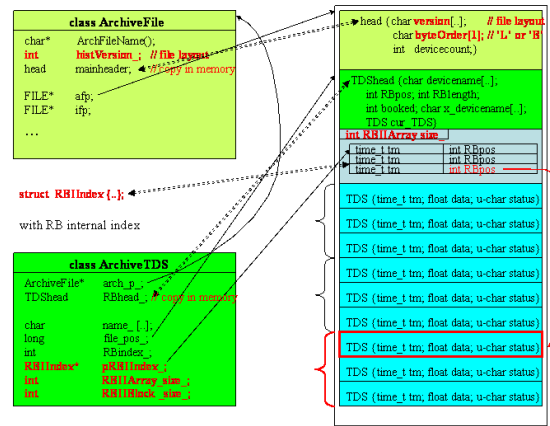 class ArchiveFile
char* ArchFileName();
int histVersion_; // file layout
head mainheader; // copy in memory
FILE* afp;
FILE* ifp;
...
struct RBIIndex {..};
with RB internal index
class ArchiveTDS
ArchiveFile* arch_p_;
TDShead RBhead_; // copy in memory
char name_ [..];
long file_pos_;
int RBindex_;
RBIIndex* pRBIIndex_;
int RBIIArray_size_;
int RBIIBlock_size_;
head (char version[..]; // file layout
char byteOrder[1]; // 'L' or 'B'
int devicecount;)
TDShead (char devicename[..];
int RBpos; int RBlength;
int booked; char x_devicename[..];
TDS cur_TDS)
int RBIIArray_size_
time_t tm int RBpos
time_t tm int RBpos
time_t tm int RBpos
TDS {time_t tm; float data; u-char status}
TDS {time_t tm; float data; u-char status}
TDS {time_t tm; float data; u-char status}
TDS {time_t tm; float data; u-char status}
TDS {time_t tm; float data; u-char status}
TDS {time_t tm; float data; u-char status}
TDS {time_t tm; float data; u-char status}
TDS {time_t tm; float data; u-char status}
TDS {time_t tm; float data; u-char status}